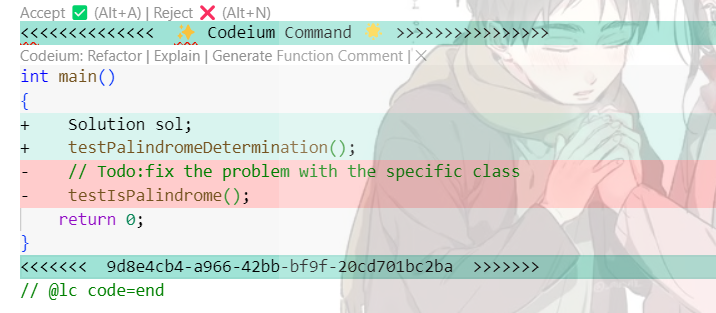 Accept ✅ (Alt+A) | Reject ❌ (Alt+N)
<<<<<<<<<<<<<< ✨ Codeium Command 🌟 >>>>>>>>>>>>>>>>
Codeium: Refactor | Explain | Generate Function Comment | ×
int main()
{
+    Solution sol;
+    testPalindromeDetermination();
-    // Todo:fix the problem with the specific class
-    testIsPalindrome();
    return 0;
}
<<<<<<< 9d8e4cb4-a966-42bb-bf9f-20cd701bc2ba >>>>>>>
// @lc code=end